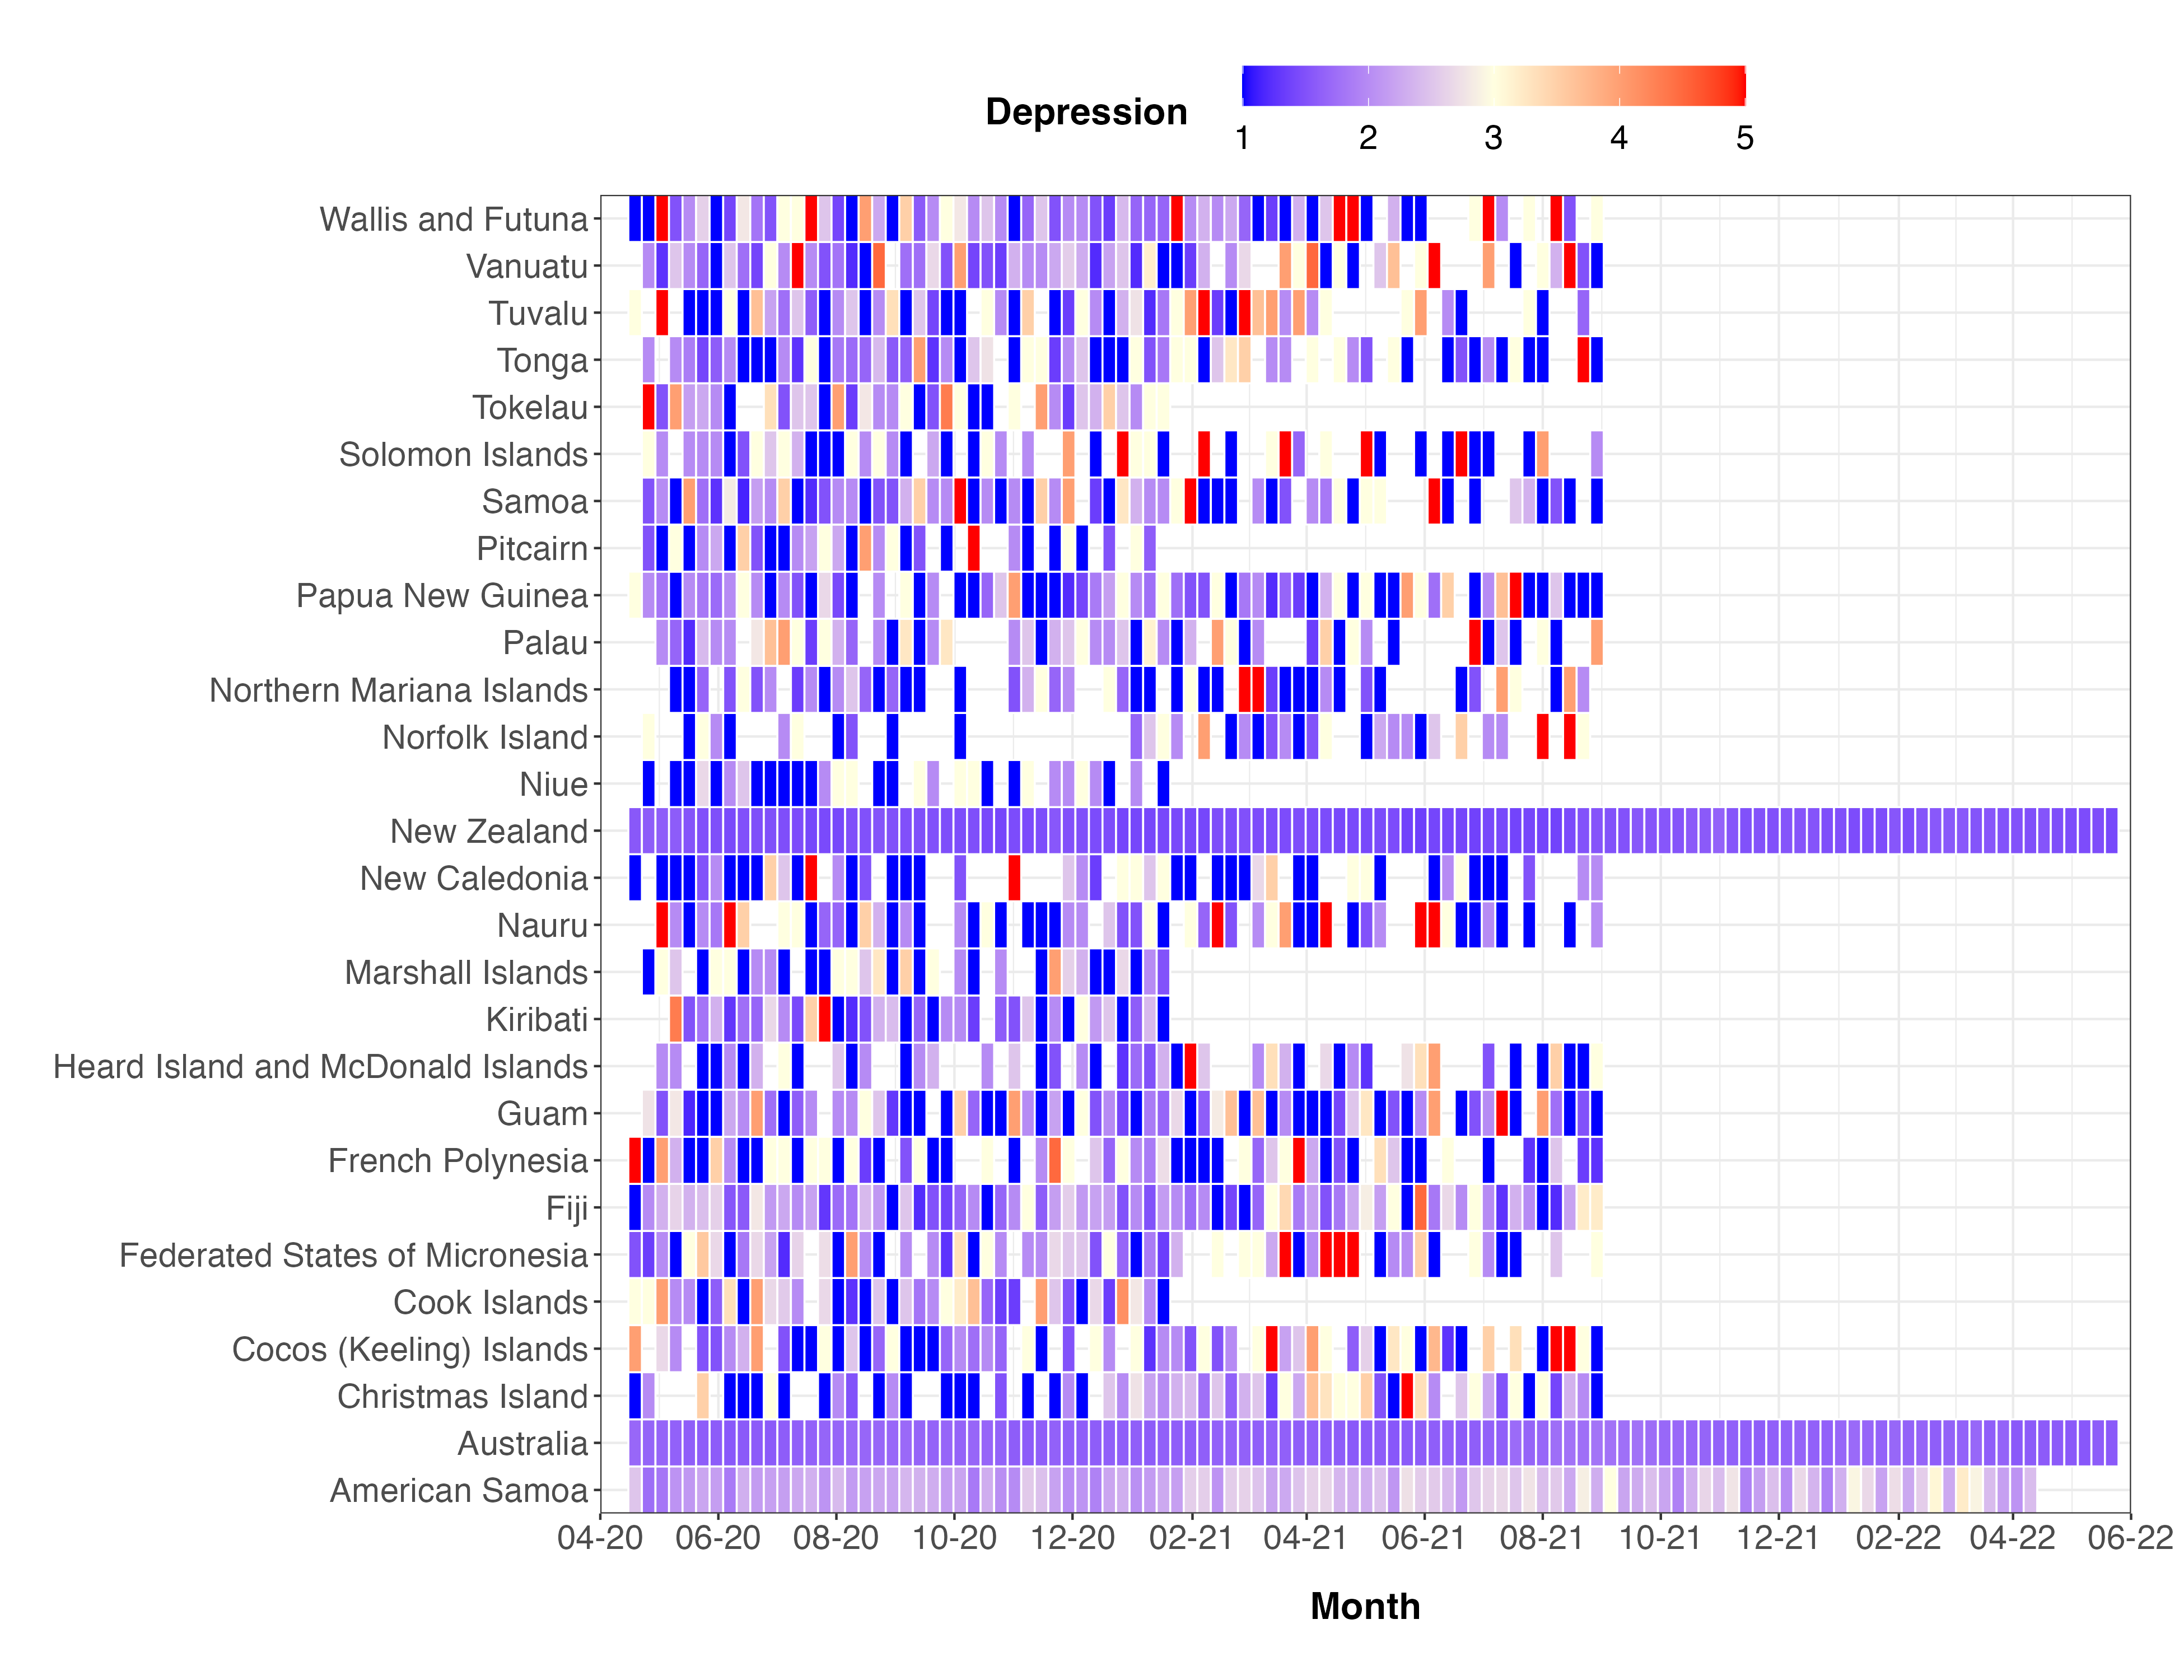 Depression
1 2 3 4 5
Wallis and Futuna
Vanuatu
Tuvalu
Tonga
Tokelau
Solomon Islands
Samoa
Pitcairn
Papua New Guinea
Palau
Northern Mariana Islands
Norfolk Island
Niue
New Zealand
New Caledonia
Nauru
Marshall Islands
Kiribati
Heard Island and McDonald Islands
Guam
French Polynesia
Fiji
Federated States of Micronesia
Cook Islands
Cocos (Keeling) Islands
Christmas Island
Australia
American Samoa
04-20 06-20 08-20 10-20 12-20 02-21 04-21 06-21 08-21 10-21 12-21 02-22 04-22 06-22
Month